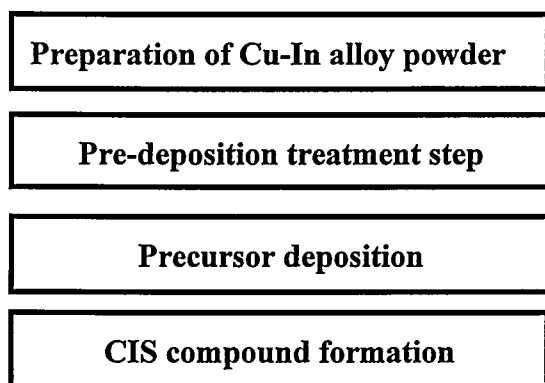 Preparation of Cu-In alloy powder
Pre-deposition treatment step
Precursor deposition
CIS compound formation